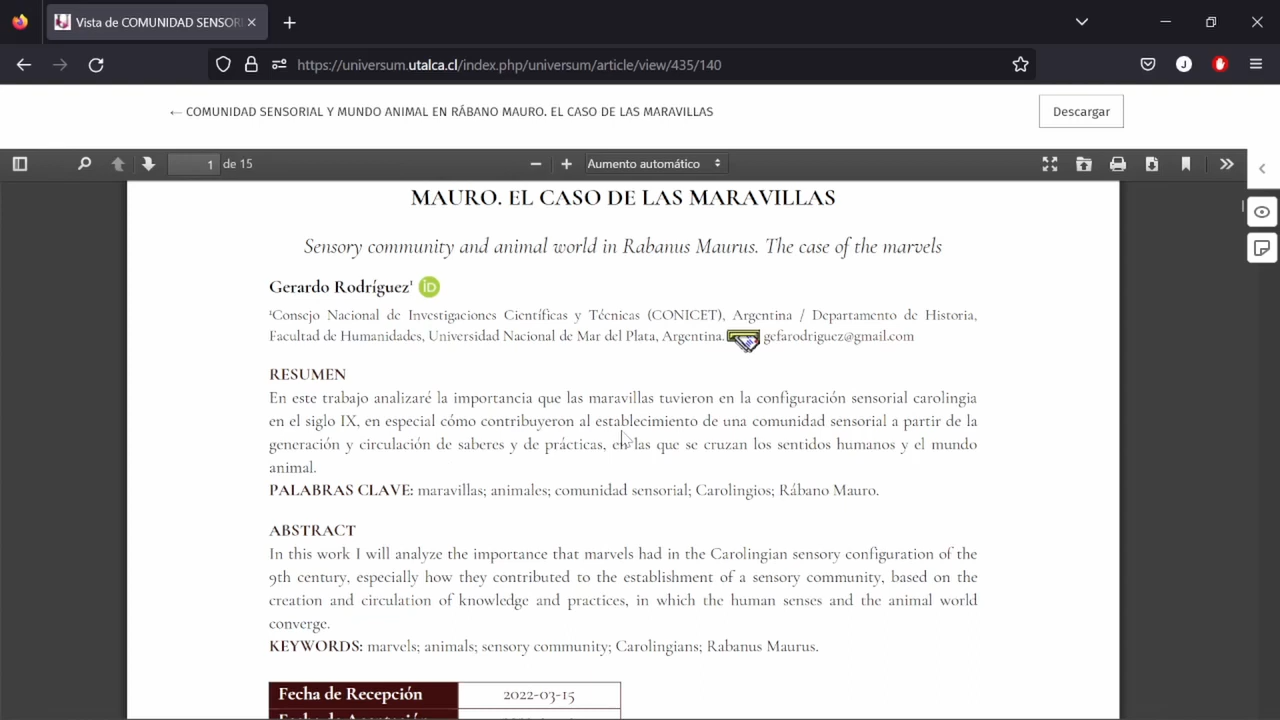 Vista de COMUNIDAD SENSORI
https://universum.utalca.cl/index.php/universum/article/view/435/140
J
← COMUNIDAD SENSORIAL Y MUNDO ANIMAL EN RÁBANO MAURO. EL CASO DE LAS MARAVILLAS
Descargar
1 de 15
Aumento automático
MAURO. EL CASO DE LAS MARAVILLAS
Sensory community and animal world in Rabanus Maurus. The case of the marvels
Gerardo Rodríguez¹ iD
¹Consejo Nacional de Investigaciones Científicas y Técnicas (CONICET), Argentina / Departamento de Historia,
Facultad de Humanidades, Universidad Nacional de Mar del Plata, Argentina. gefarodriguez@gmail.com
RESUMEN
En este trabajo analizaré la importancia que las maravillas tuvieron en la configuración sensorial carolingia
en el siglo IX, en especial cómo contribuyeron al establecimiento de una comunidad sensorial a partir de la
generación y circulación de saberes y de prácticas, en las que se cruzan los sentidos humanos y el mundo
animal.
PALABRAS CLAVE: maravillas; animales; comunidad sensorial; Carolingios; Rábano Mauro.
ABSTRACT
In this work I will analyze the importance that marvels had in the Carolingian sensory configuration of the
9th century, especially how they contributed to the establishment of a sensory community, based on the
creation and circulation of knowledge and practices, in which the human senses and the animal world
converge.
KEYWORDS: marvels; animals; sensory community; Carolingians; Rabanus Maurus.
Fecha de Recepción 2022-03-15